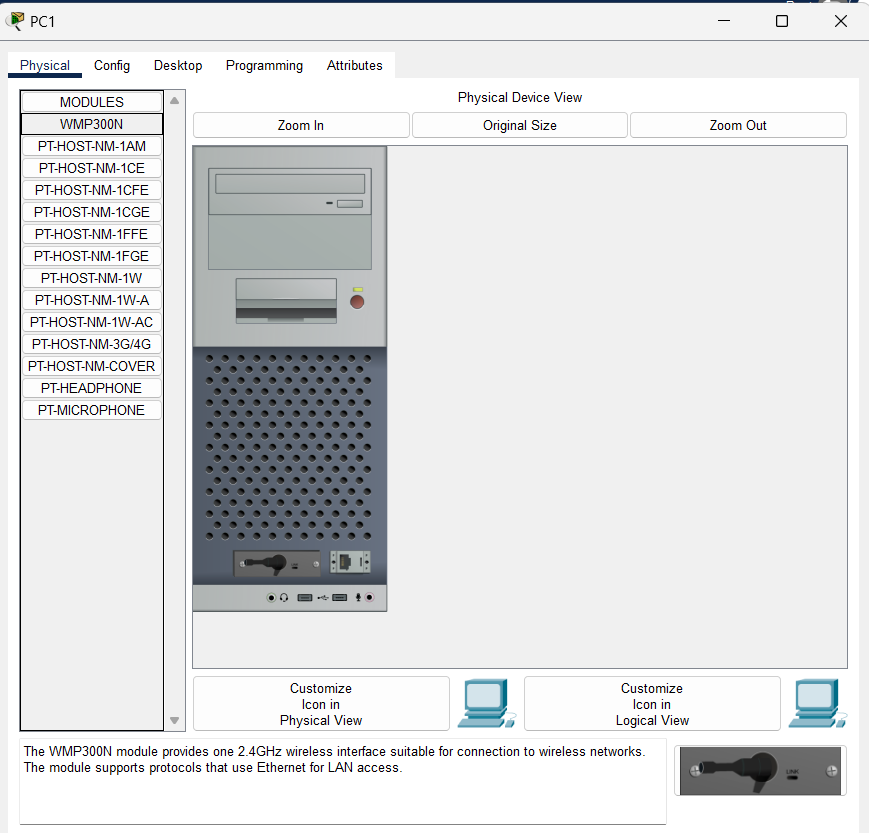 PC1
Physical
Config
Desktop
Programming
Attributes
MODULES
WMP300N
PT-HOST-NM-1AM
PT-HOST-NM-1CE
PT-HOST-NM-1CFE
PT-HOST-NM-1CGE
PT-HOST-NM-1FFE
PT-HOST-NM-1FGE
PT-HOST-NM-1W
PT-HOST-NM-1W-A
PT-HOST-NM-1W-AC
PT-HOST-NM-3G/4G
PT-HOST-NM-COVER
PT-HEADPHONE
PT-MICROPHONE
Physical Device View
Zoom In
Original Size
Zoom Out
Customize
Icon in
Physical View
Customize
Icon in
Logical View
The WMP300N module provides one 2.4GHz wireless interface suitable for connection to wireless networks.
The module supports protocols that use Ethernet for LAN access.
LINK